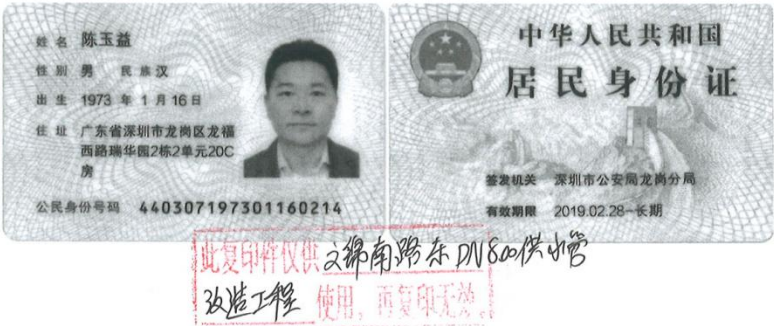 姓名 陈玉益
性别 男 民族 汉
出生 1973 年 1 月 16 日
住址 广东省深圳市龙岗区龙福
西路瑞华园2栋2单元20C
房
公民身份号码 440307197301160214
中华人民共和国
居民身份证
签发机关 深圳市公安局龙岗分局
有效期限 2019.02.28-长期
此复印件仅供 文锦南路东DN800供水管
改造工程 使用，再复印无效。